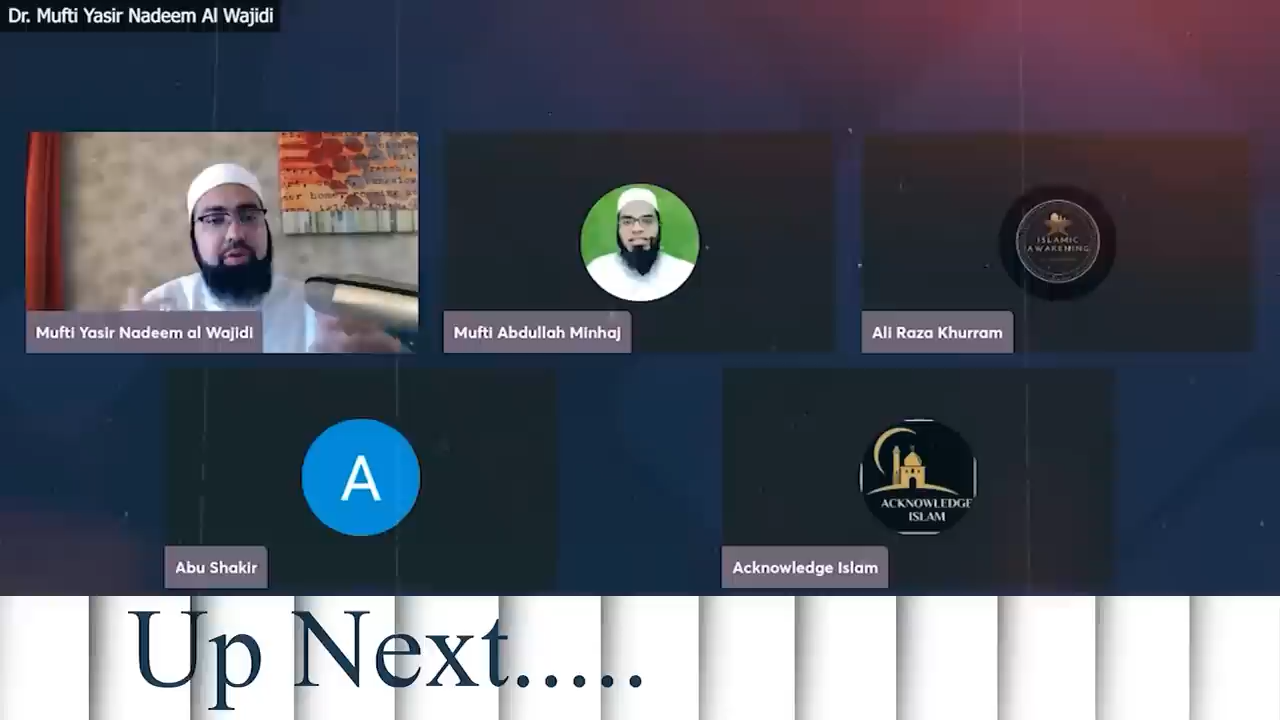 Dr. Mufti Yasir Nadeem Al Wajidi
Mufti Yasir Nadeem al Wajidi
Mufti Abdullah Minhaj
ISLAMIC
AWAKENING
Ali Raza Khurram
A
Abu Shakir
ACKNOWLEDGE
ISLAM
Acknowledge Islam
Up Next.....